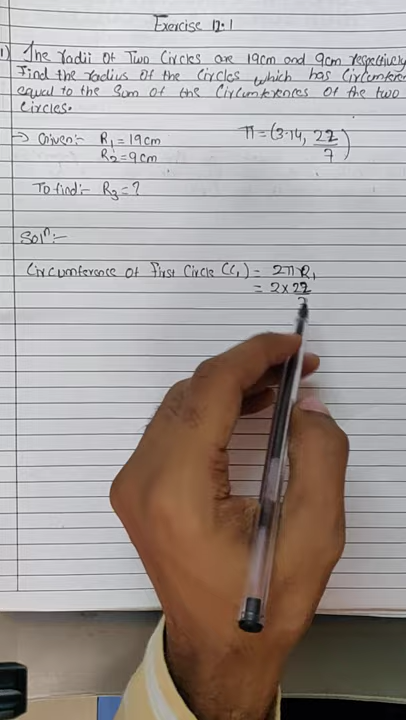 Exercise 12.1
1) The radii of Two Circles are 19cm and 9cm respectively
Find the radius of the circles which has Circumferen
equal to the Sum of the Circumferences of the two
Circles.
→ Given:- R₁ = 19cm π = (3.14, 22/7)
R₂ = 9cm
To find:- R₃ = ?
Solⁿ:-
Circumference of First Circle (C₁) = 2πR₁
= 2 × 22/7